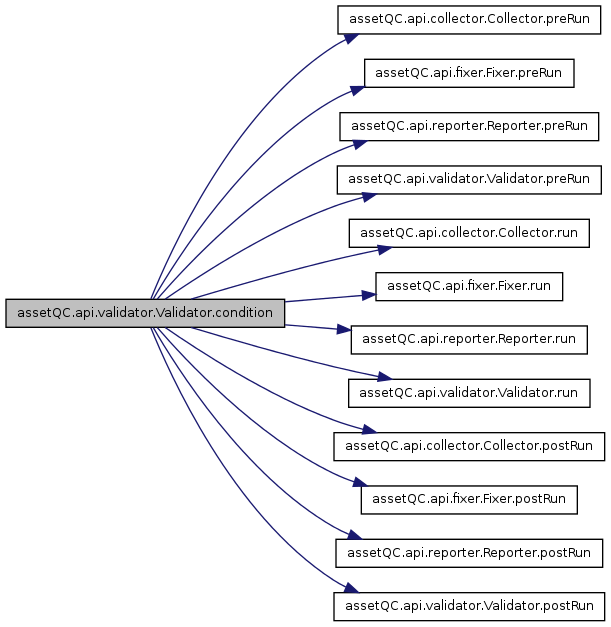 assetQC.api.collector.Collector.preRun
assetQC.api.fixer.Fixer.preRun
assetQC.api.reporter.Reporter.preRun
assetQC.api.validator.Validator.preRun
assetQC.api.collector.Collector.run
assetQC.api.fixer.Fixer.run
assetQC.api.validator.Validator.condition
assetQC.api.reporter.Reporter.run
assetQC.api.validator.Validator.run
assetQC.api.collector.Collector.postRun
assetQC.api.fixer.Fixer.postRun
assetQC.api.reporter.Reporter.postRun
assetQC.api.validator.Validator.postRun